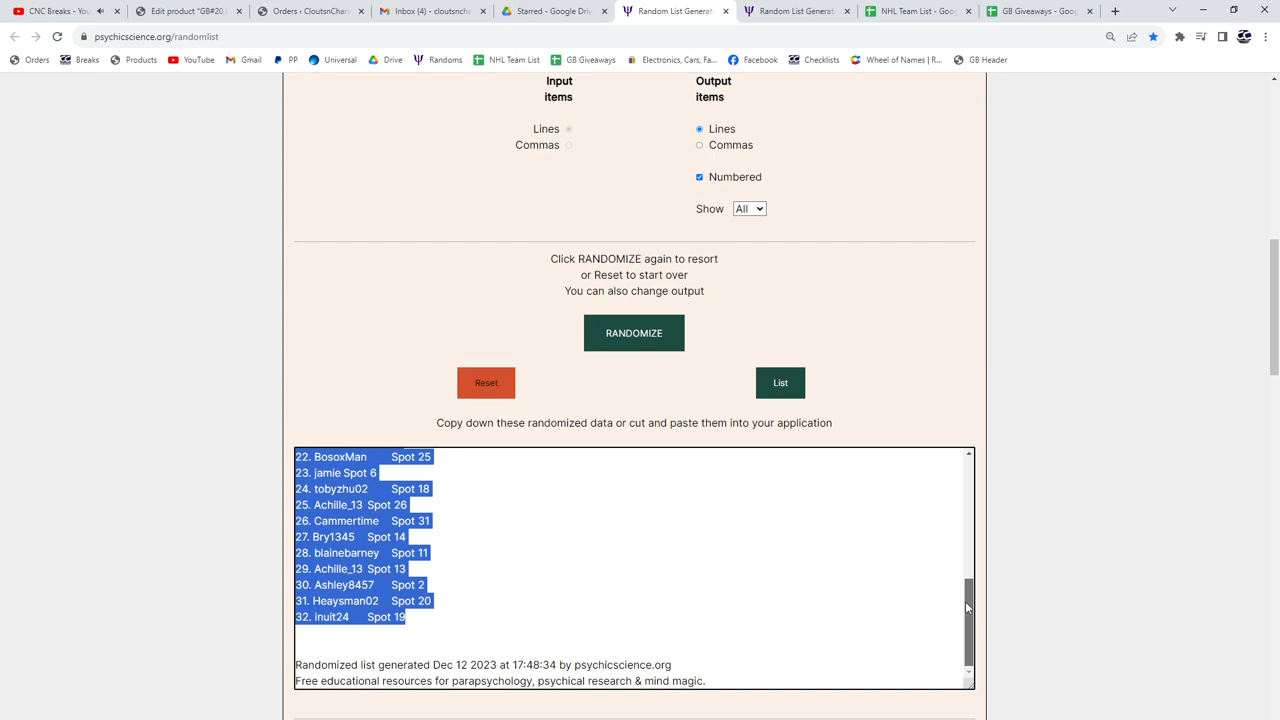 CNC Breaks - You
Edit product "GB#20,
Orders ‹ CloutsnChar
Inbox (4) - cloutsncha
Starred - Google Driv
Random List Generat
Random List Generato
NHL Team List - Goog
GB Giveaways - Goog
psychicscience.org/randomlist
Orders
Breaks
Products
YouTube
Gmail
PP
Universal
Drive
Randoms
NHL Team List
GB Giveaways
Electronics, Cars, Fa...
Facebook
Checklists
Wheel of Names | R...
GB Header
Input items
Output items
Lines
Lines
Commas
Commas
Numbered
Show All
Click RANDOMIZE again to resort
or Reset to start over
You can also change output
RANDOMIZE
Reset
List
Copy down these randomized data or cut and paste them into your application
22. BosoxMan Spot 25
23. jamie Spot 6
24. tobyzhu02 Spot 18
25. Achille_13 Spot 26
26. Cammertime Spot 31
27. Bry1345 Spot 14
28. blainebarney Spot 11
29. Achille_13 Spot 13
30. Ashley8457 Spot 2
31. Heaysman02 Spot 20
32. inuit24 Spot 19
Randomized list generated Dec 12 2023 at 17:48:34 by psychicscience.org
Free educational resources for parapsychology, psychical research & mind magic.